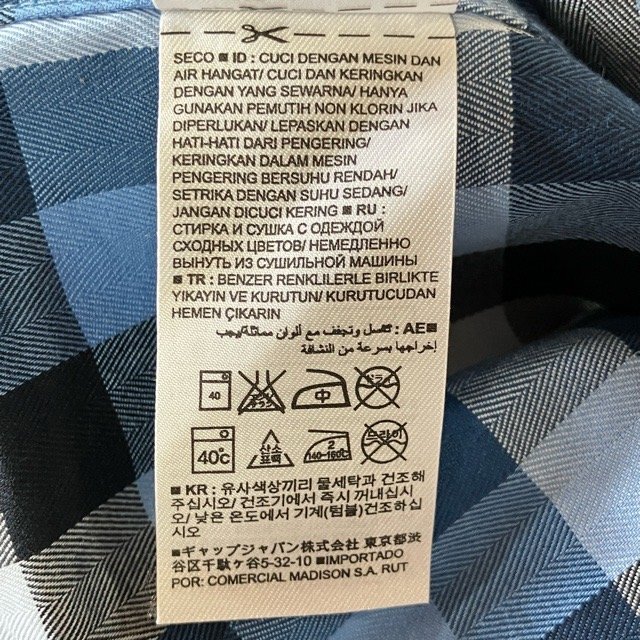 SECO ■ ID : CUCI DENGAN MESIN DAN
AIR HANGAT/ CUCI DAN KERINGKAN
DENGAN YANG SEWARNA/ HANYA
GUNAKAN PEMUTIH NON KLORIN JIKA
DIPERLUKAN/ LEPASKAN DENGAN
HATI-HATI DARI PENGERING/
KERINGKAN DALAM MESIN
PENGERING BERSUHU RENDAH/
SETRIKA DENGAN SUHU SEDANG/
JANGAN DICUCI KERING ■ RU :
СТИРКА И СУШКА С ОДЕЖДОЙ
СХОДНЫХ ЦВЕТОВ/ НЕМЕДЛЕННО
ВЫНУТЬ ИЗ СУШИЛЬНОЙ МАШИНЫ
■ TR : BENZER RENKLILERLE BIRLIKTE
YIKAYIN VE KURUTUN/ KURUTUCUDAN
HEMEN ÇIKARIN
■AE : تغسل وتجفف مع ألوان مماثلة/يجب
إخراجها بسرعة من النشافة
40 中
40℃ 산소 표백 2 140-160℃ 드라이
■ KR : 유사색상끼리 물세탁과 건조해
주십시오/ 건조기에서 즉시 꺼내십시
오/ 낮은 온도에서 기계(텀블)건조하
십시오
■ギャップジャパン株式会社 東京都渋
谷区千駄ヶ谷5-32-10 ■IMPORTADO
POR: COMERCIAL MADISON S.A. RUT